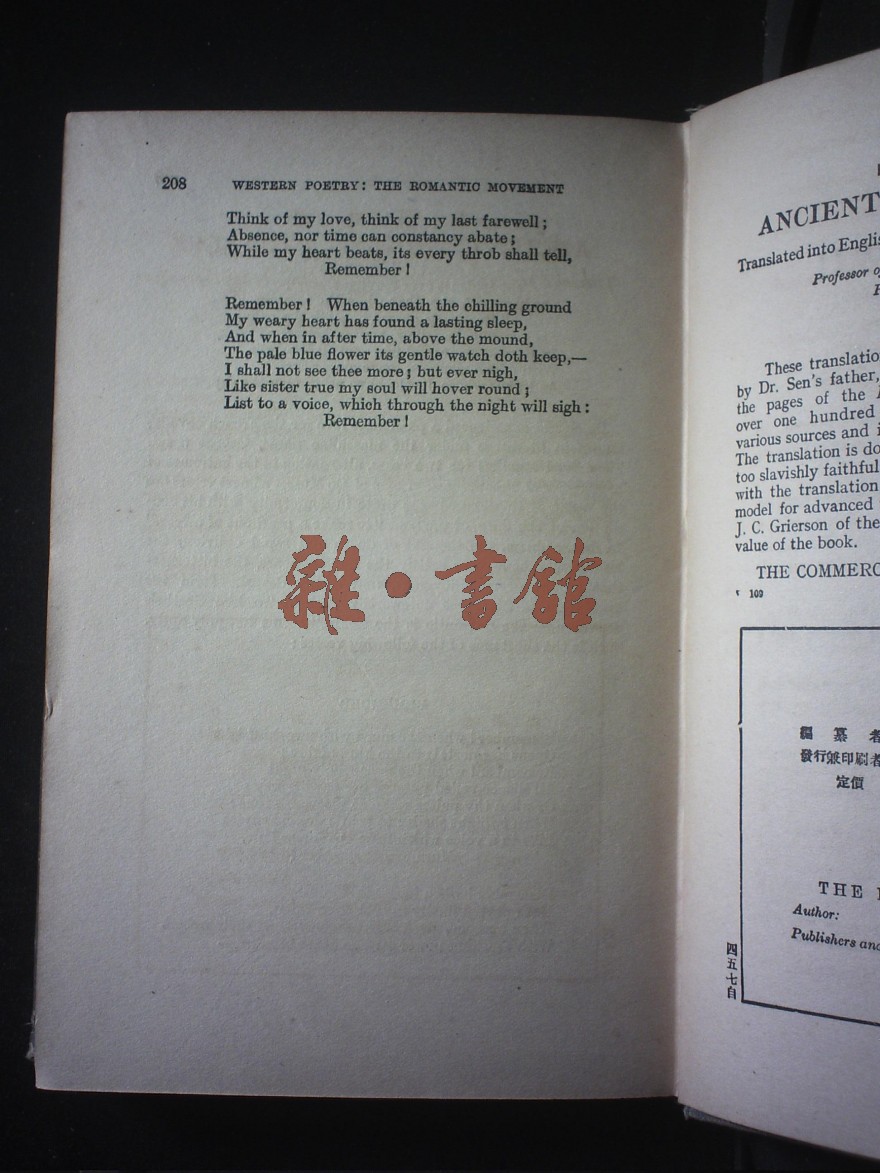 208 WESTERN POETRY: THE ROMANTIC MOVEMENT
Think of my love, think of my last farewell;
Absence, nor time can constancy abate;
While my heart beats, its every throb shall tell,
Remember!
Remember! When beneath the chilling ground
My weary heart has found a lasting sleep,
And when in after time, above the mound,
The pale blue flower its gentle watch doth keep,—
I shall not see thee more; but ever nigh,
Like sister true my soul will hover round;
List to a voice, which through the night will sigh:
Remember!
雜•書館
ANCIENT
Translated into
Professor
These
by Dr. Sen's father,
the pages of the
over one hundred
various sources and
The translation is
too slavishly faithful
with the translation
model for advanced
J. C. Grierson of the
value of the book.
THE
109
編纂者
發行兼印刷者
定價
THE
Author:
Publishers
四五七自